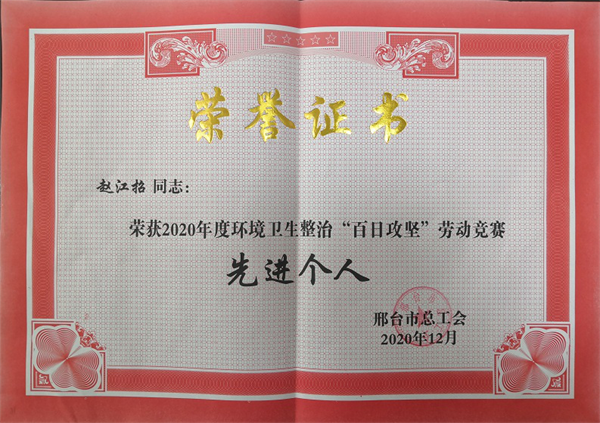 荣誉证书
赵江招 同志：
荣获2020年度环境卫生整治“百日攻坚”劳动竞赛
先进个人
邢台市总工会
2020年12月